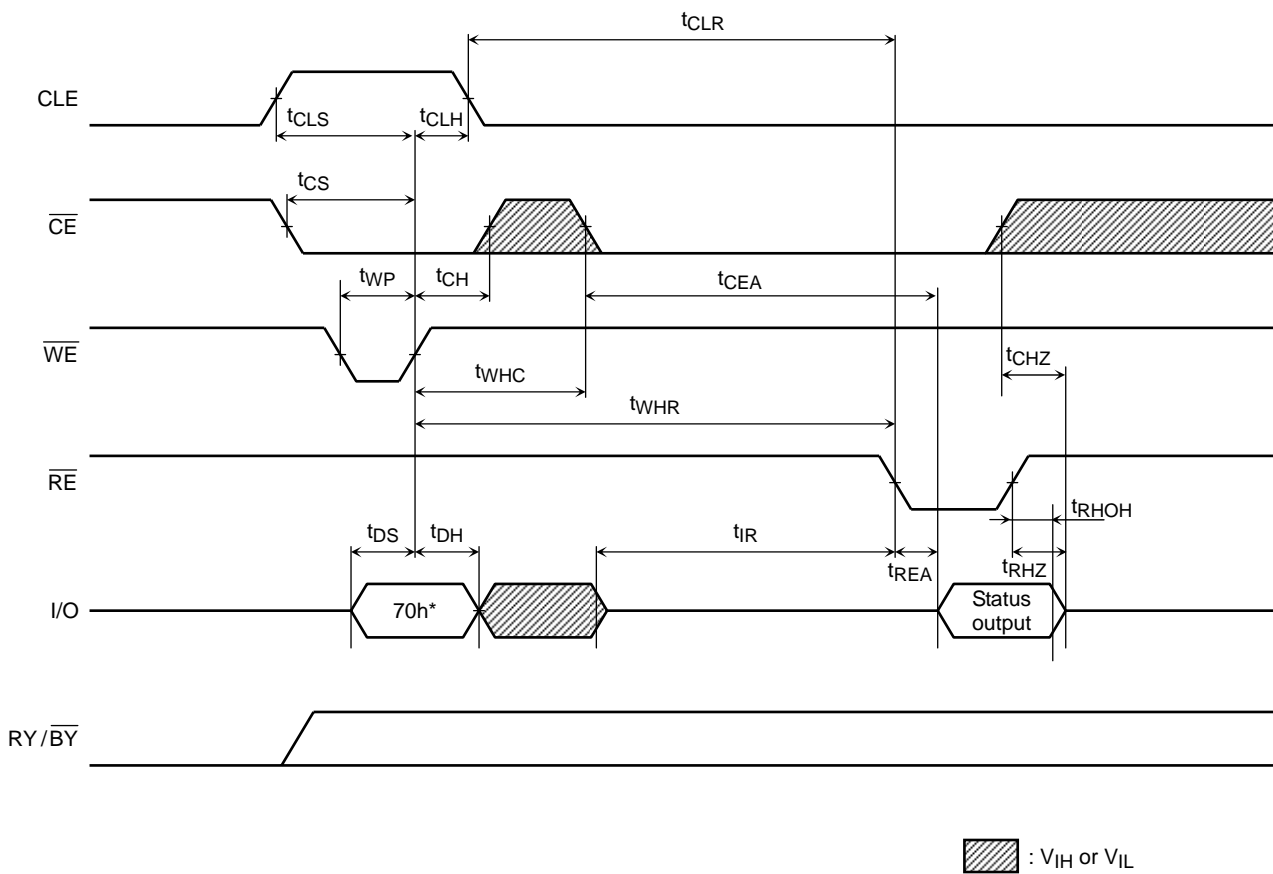 tCLR
CLE
tCLS
tCLH
tCS
CE
tWP
tCH
tCEA
WE
tCHZ
tWHC
tWHR
RE
tDS
tDH
tIR
tRHOH
tREA
tRHZ
I/O
70h*
Status
output
RY/BY
: VIH or VIL